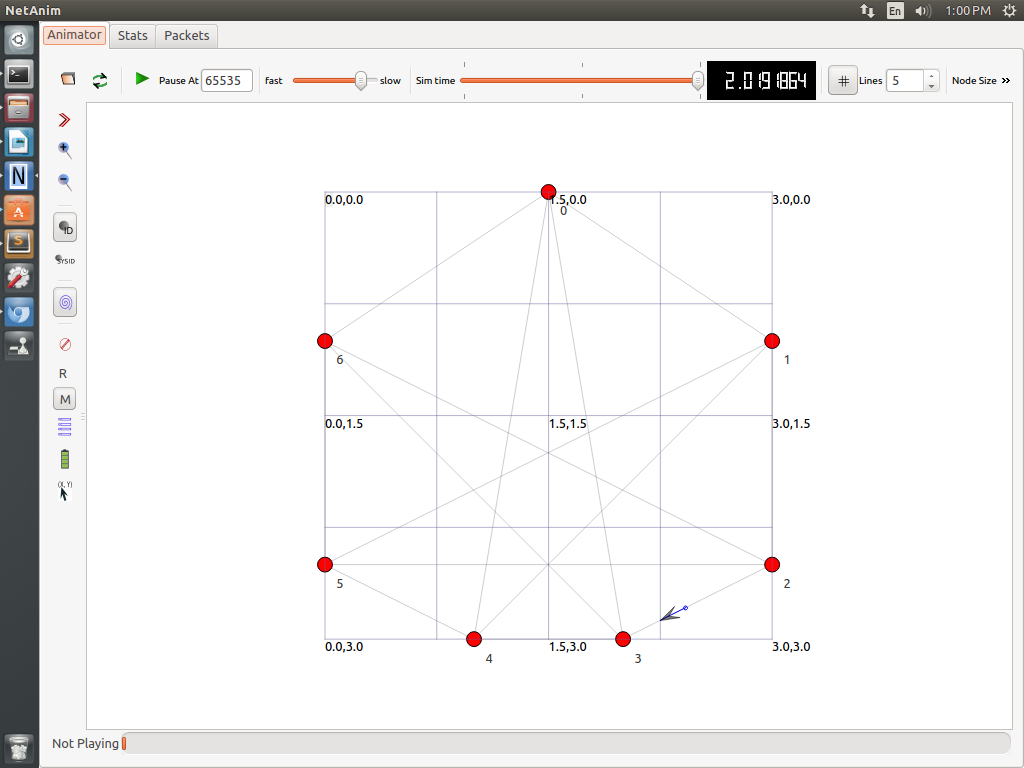 NetAnim
En
1:00 PM
Animator
Stats
Packets
Pause At
65535
fast
slow
Sim time
2.0191864
#
Lines
5
Node Size »
ID
SYSID
R
M
(X, Y)
0.0,0.0
1.5,0.0
3.0,0.0
0
6
1
0.0,1.5
1.5,1.5
3.0,1.5
5
2
0.0,3.0
1.5,3.0
3.0,3.0
4
3
Not Playing
N
A
S